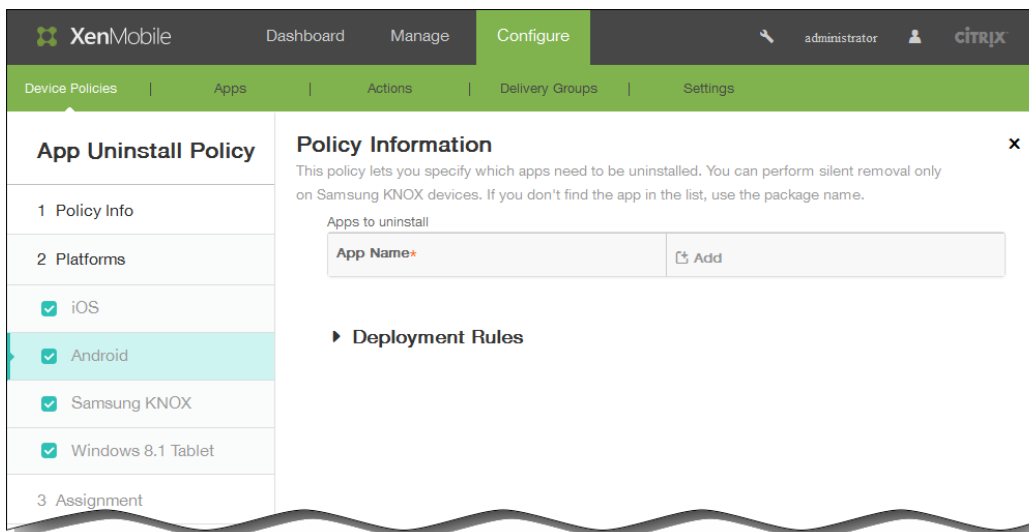 XenMobile Dashboard Manage Configure administrator CITRIX
Device Policies | Apps | Actions | Delivery Groups | Settings
App Uninstall Policy
1 Policy Info
2 Platforms
iOS
Android
Samsung KNOX
Windows 8.1 Tablet
3 Assignment
Policy Information
This policy lets you specify which apps need to be uninstalled. You can perform silent removal only
on Samsung KNOX devices. If you don't find the app in the list, use the package name.
Apps to uninstall
App Name* Add
Deployment Rules